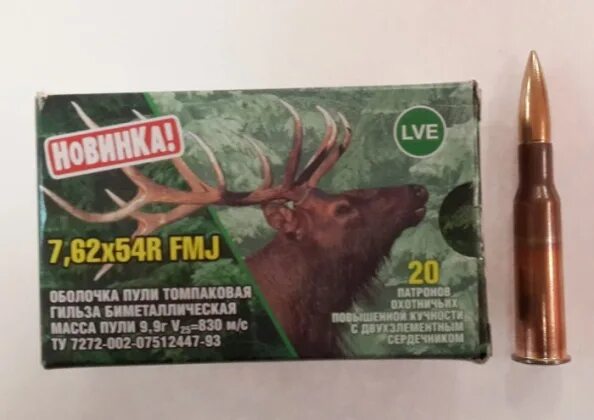 НОВИНКА!
LVE
7,62х54R FMJ
ОБОЛОЧКА ПУЛИ ТОМПАКОВАЯ
ГИЛЬЗА БИМЕТАЛЛИЧЕСКАЯ
МАССА ПУЛИ 9,9г V₂₅=830 м/с
ТУ 7272-002-07512447-93
20
ПАТРОНОВ
ОХОТНИЧЬИХ
ПОВЫШЕННОЙ КУЧНОСТИ
С ДВУХЭЛЕМЕНТНЫМ
СЕРДЕЧНИКОМ